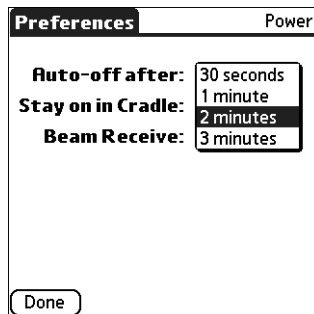 Preferences Power
Auto-off after: 30 seconds
1 minute
Stay on in Cradle: 2 minutes
Beam Receive: 3 minutes
Done